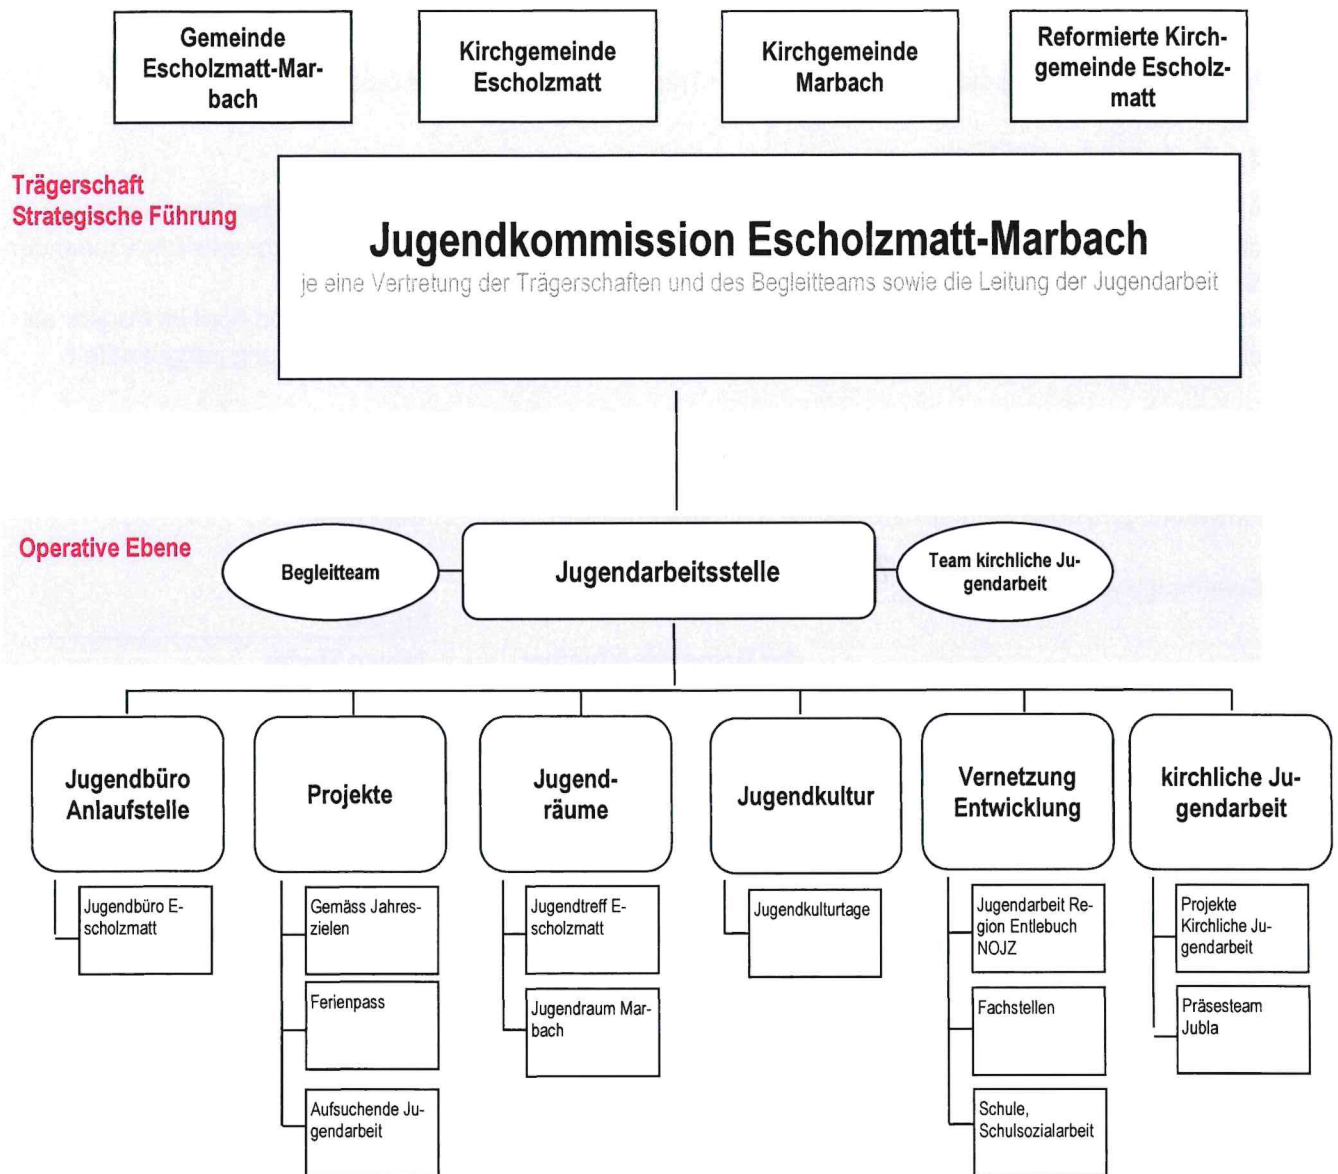 Gemeinde
Escholzmatt-Mar-
bach
Kirchgemeinde
Escholzmatt
Kirchgemeinde
Marbach
Reformierte Kirch-
gemeinde Escholz-
matt
Trägerschaft
Strategische Führung
Jugendkommission Escholzmatt-Marbach
je eine Vertretung der Trägerschaften und des Begleitteams sowie die Leitung der Jugendarbeit
Operative Ebene
Begleitteam
Jugendarbeitsstelle
Team kirchliche Ju-
gendarbeit
Jugendbüro
Anlaufstelle
Projekte
Jugend-
räume
Jugendkultur
Vernetzung
Entwicklung
kirchliche Ju-
gendarbeit
Jugendbüro E-
scholzmatt
Gemäss Jahres-
zielen
Ferienpass
Aufsuchende Ju-
gendarbeit
Jugendtreff E-
scholzmatt
Jugendraum Mar-
bach
Jugendkulturtage
Jugendarbeit Re-
gion Entlebuch
NOJZ
Fachstellen
Schule,
Schulsozialarbeit
Projekte
Kirchliche Ju-
gendarbeit
Präsesteam
Jubla